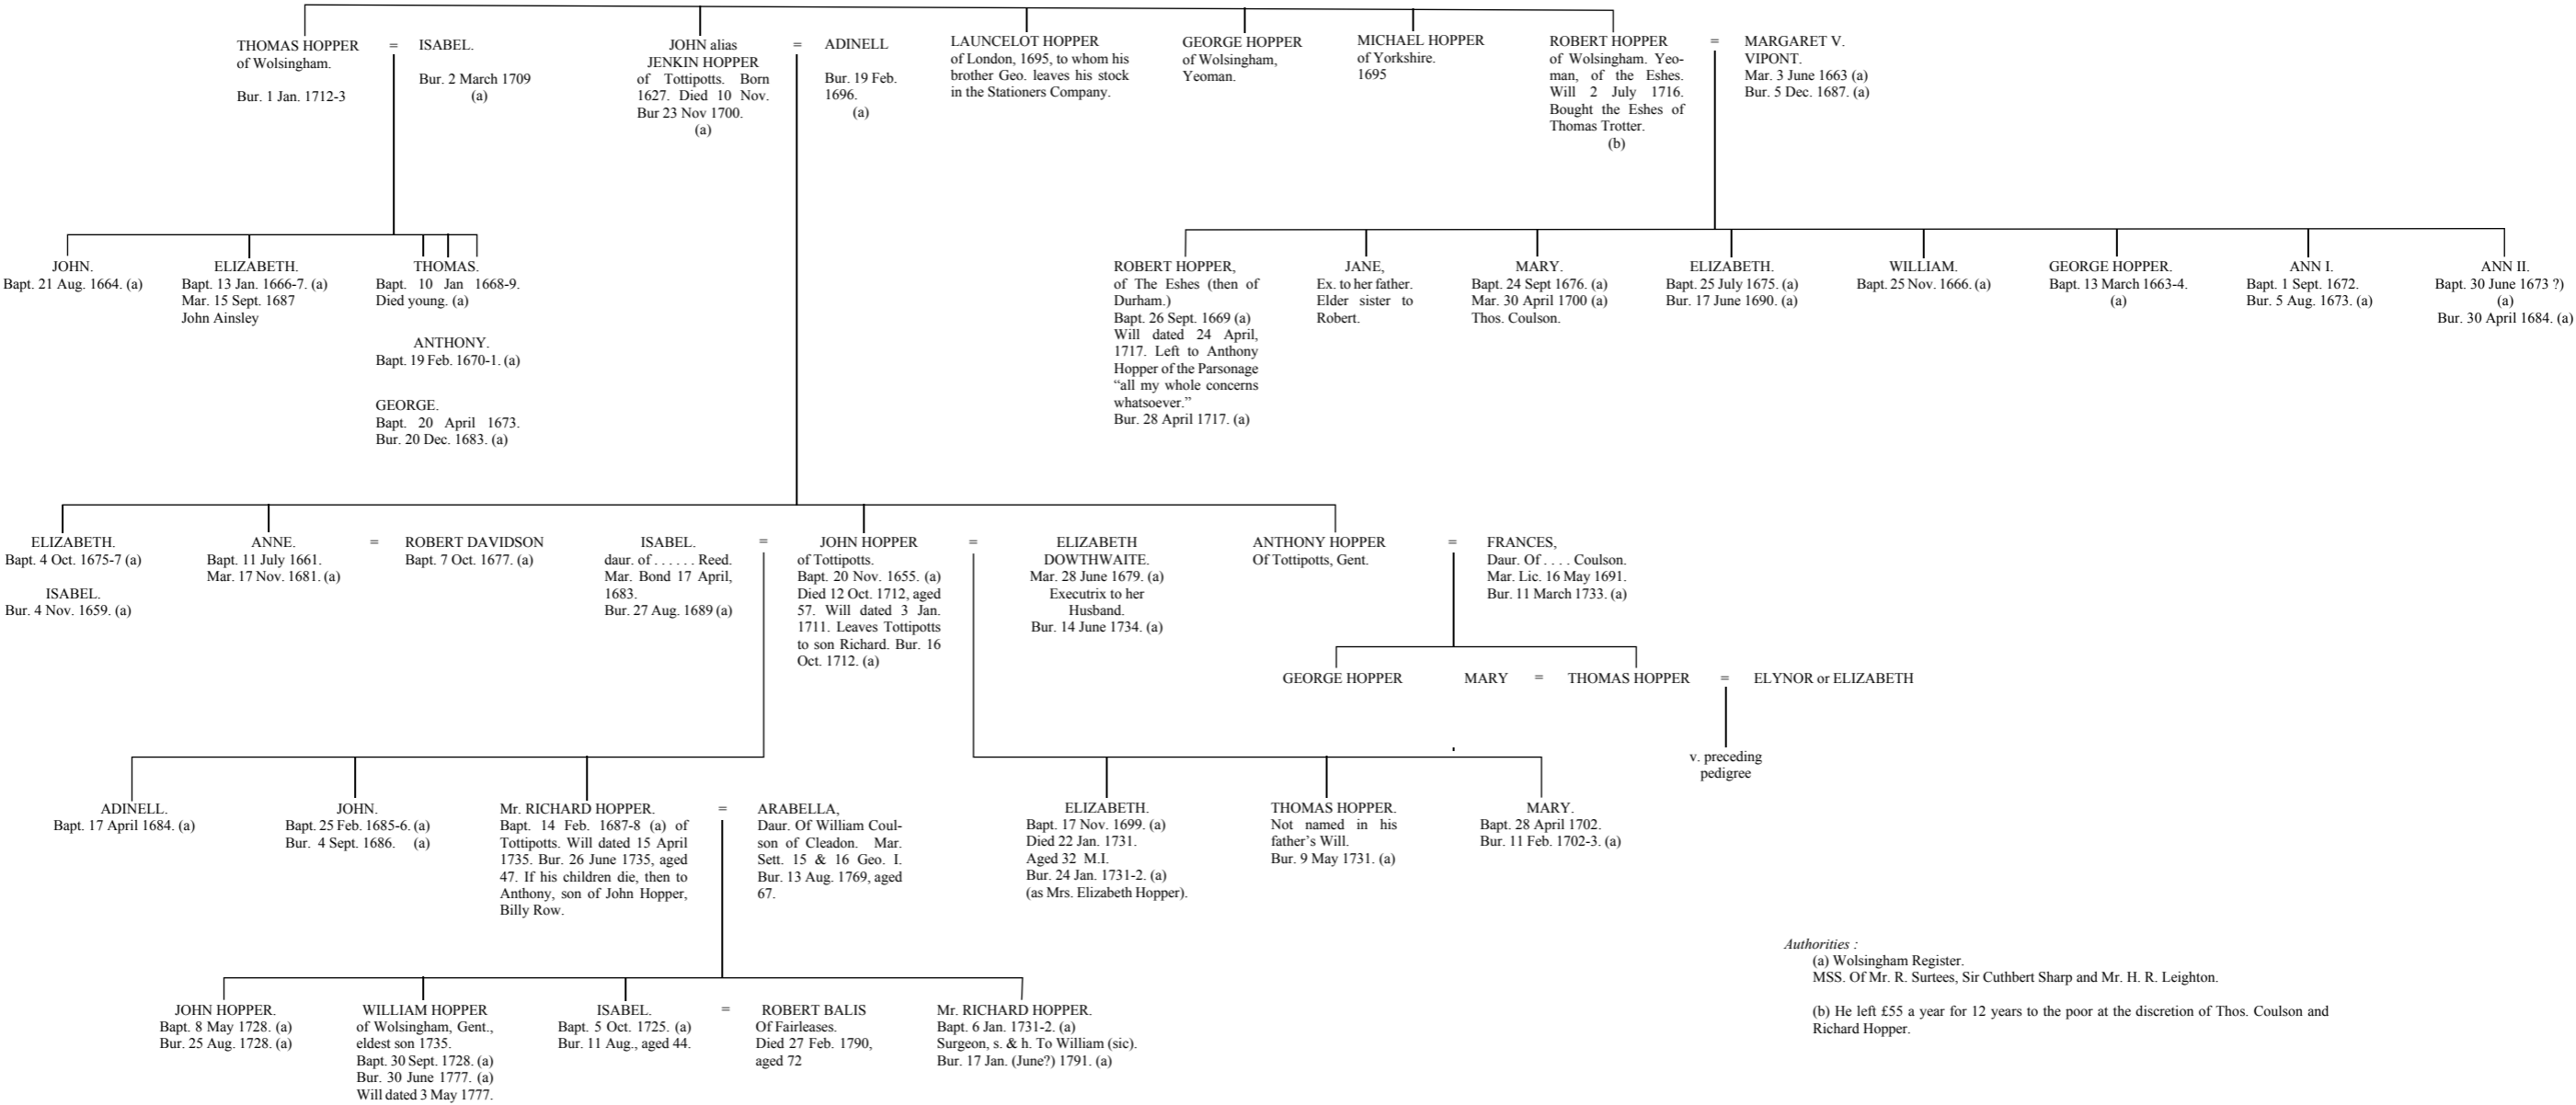 THOMAS HOPPER
of Wolsingham.
Bur. 1 Jan. 1712-3
=
ISABEL.
Bur. 2 March 1709
(a)
JOHN alias
JENKIN HOPPER
of Tottipotts. Born
1627. Died 10 Nov.
Bur 23 Nov 1700.
(a)
=
ADINELL
Bur. 19 Feb.
1696.
(a)
LAUNCELOT HOPPER
of London, 1695, to whom his
brother Geo. leaves his stock
in the Stationers Company.
GEORGE HOPPER
of Wolsingham,
Yeoman.
MICHAEL HOPPER
of Yorkshire.
1695
ROBERT HOPPER
of Wolsingham. Yeo-
man, of the Eshes.
Will 2 July 1716.
Bought the Eshes of
Thomas Trotter.
(b)
=
MARGARET V.
VIPONT.
Mar. 3 June 1663 (a)
Bur. 5 Dec. 1687. (a)
JOHN.
Bapt. 21 Aug. 1664. (a)
ELIZABETH.
Bapt. 13 Jan. 1666-7. (a)
Mar. 15 Sept. 1687
John Ainsley
THOMAS.
Bapt. 10 Jan 1668-9.
Died young. (a)
ANTHONY.
Bapt. 19 Feb. 1670-1. (a)
GEORGE.
Bapt. 20 April 1673.
Bur. 20 Dec. 1683. (a)
ROBERT HOPPER,
of The Eshes (then of
Durham.)
Bapt. 26 Sept. 1669 (a)
Will dated 24 April,
1717. Left to Anthony
Hopper of the Parsonage
“all my whole concerns
whatsoever.”
Bur. 28 April 1717. (a)
JANE,
Ex. to her father.
Elder sister to
Robert.
MARY.
Bapt. 24 Sept 1676. (a)
Mar. 30 April 1700 (a)
Thos. Coulson.
ELIZABETH.
Bapt. 25 July 1675. (a)
Bur. 17 June 1690. (a)
WILLIAM.
Bapt. 25 Nov. 1666. (a)
GEORGE HOPPER.
Bapt. 13 March 1663-4.
(a)
ANN I.
Bapt. 1 Sept. 1672.
Bur. 5 Aug. 1673. (a)
ANN II.
Bapt. 30 June 1673 ?)
(a)
Bur. 30 April 1684. (a)
ELIZABETH.
Bapt. 4 Oct. 1675-7 (a)
ISABEL.
Bur. 4 Nov. 1659. (a)
ANNE.
Bapt. 11 July 1661.
Mar. 17 Nov. 1681. (a)
=
ROBERT DAVIDSON
Bapt. 7 Oct. 1677. (a)
ISABEL.
daur. of . . . . . . Reed.
Mar. Bond 17 April,
1683.
Bur. 27 Aug. 1689 (a)
=
JOHN HOPPER
of Tottipotts.
Bapt. 20 Nov. 1655. (a)
Died 12 Oct. 1712, aged
57. Will dated 3 Jan.
1711. Leaves Tottipotts
to son Richard. Bur. 16
Oct. 1712. (a)
=
ELIZABETH
DOWTHWAITE.
Mar. 28 June 1679. (a)
Executrix to her
Husband.
Bur. 14 June 1734. (a)
ANTHONY HOPPER
Of Tottipotts, Gent.
=
FRANCES,
Daur. Of . . . . Coulson.
Mar. Lic. 16 May 1691.
Bur. 11 March 1733. (a)
GEORGE HOPPER
MARY = THOMAS HOPPER = ELYNOR or ELIZABETH
v. preceding
pedigree
ADINELL.
Bapt. 17 April 1684. (a)
JOHN.
Bapt. 25 Feb. 1685-6. (a)
Bur. 4 Sept. 1686. (a)
Mr. RICHARD HOPPER.
Bapt. 14 Feb. 1687-8 (a) of
Tottipotts. Will dated 15 April
1735. Bur. 26 June 1735, aged
47. If his children die, then to
Anthony, son of John Hopper,
Billy Row.
=
ARABELLA,
Daur. Of William Coul-
son of Cleadon. Mar.
Sett. 15 & 16 Geo. I.
Bur. 13 Aug. 1769, aged
67.
ELIZABETH.
Bapt. 17 Nov. 1699. (a)
Died 22 Jan. 1731.
Aged 32 M.I.
Bur. 24 Jan. 1731-2. (a)
(as Mrs. Elizabeth Hopper).
THOMAS HOPPER.
Not named in his
father’s Will.
Bur. 9 May 1731. (a)
MARY.
Bapt. 28 April 1702.
Bur. 11 Feb. 1702-3. (a)
JOHN HOPPER.
Bapt. 8 May 1728. (a)
Bur. 25 Aug. 1728. (a)
WILLIAM HOPPER
of Wolsingham, Gent.,
eldest son 1735.
Bapt. 30 Sept. 1728. (a)
Bur. 30 June 1777. (a)
Will dated 3 May 1777.
ISABEL.
Bapt. 5 Oct. 1725. (a)
Bur. 11 Aug., aged 44.
=
ROBERT BALIS
Of Fairleases.
Died 27 Feb. 1790,
aged 72
Mr. RICHARD HOPPER.
Bapt. 6 Jan. 1731-2. (a)
Surgeon, s. & h. To William (sic).
Bur. 17 Jan. (June?) 1791. (a)
Authorities :
(a) Wolsingham Register.
MSS. Of Mr. R. Surtees, Sir Cuthbert Sharp and Mr. H. R. Leighton.
(b) He left £55 a year for 12 years to the poor at the discretion of Thos. Coulson and
Richard Hopper.